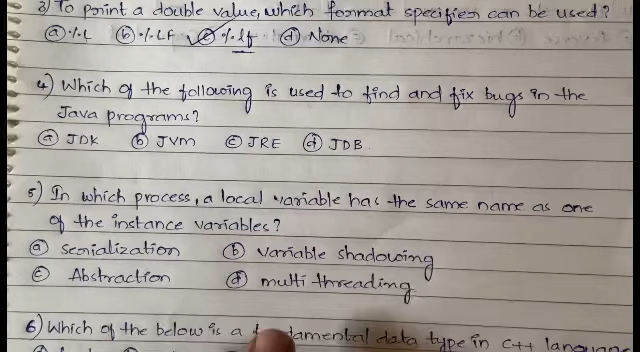 3) To print a double value, which format specifier can be used?
ⓐ %L ⓑ %LF ⓒ %lf ⓓ None
4) Which of the following is used to find and fix bugs in the
Java programs?
ⓐ JDK ⓑ JVM ⓒ JRE ⓓ JDB
5) In which process, a local variable has the same name as one
of the instance variables?
ⓐ serialization ⓑ variable shadowing
ⓒ Abstraction ⓓ multi threading
6) Which of the below is a data type in C++ language